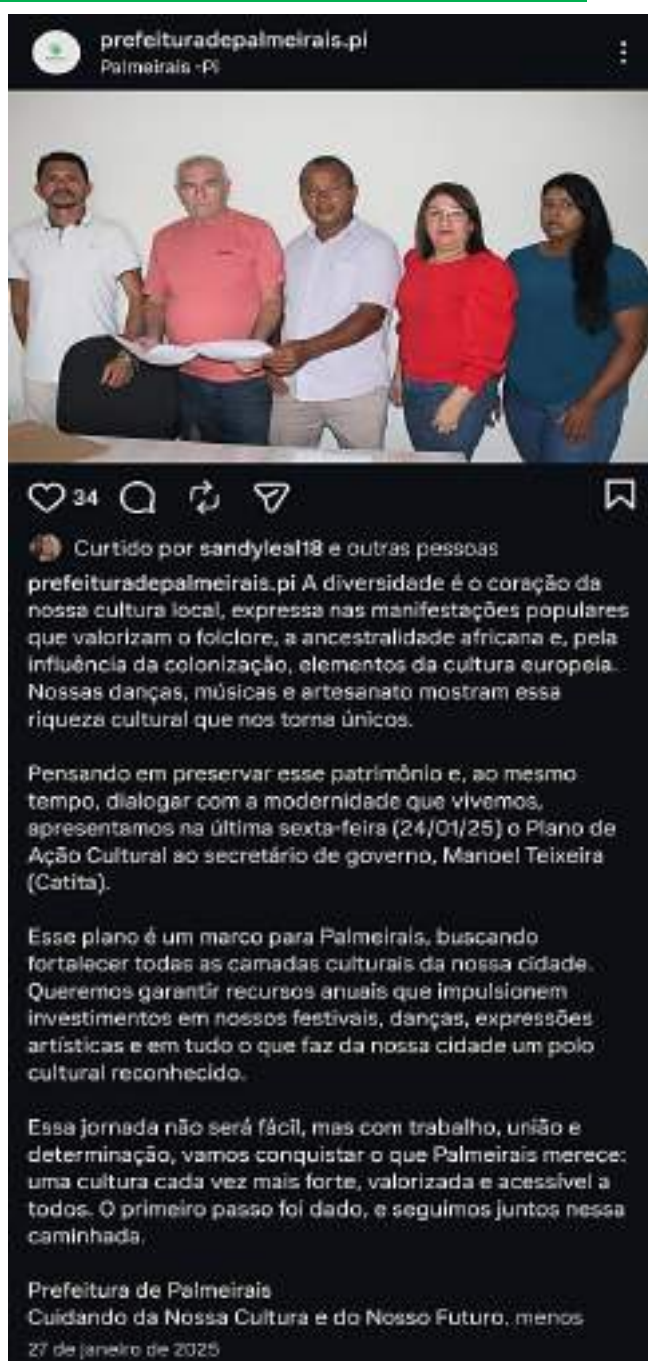 prefeituradepalmeirais.pi
Palmeirais -Pi
34
Curtido por sandyleal18 e outras pessoas
prefeituradepalmeirais.pi A diversidade é o coração da
nossa cultura local, expressa nas manifestações populares
que valorizam o folclore, a ancestralidade africana e, pela
influência da colonização, elementos da cultura europeia.
Nossas danças, músicas e artesanato mostram essa
riqueza cultural que nos torna únicos.
Pensando em preservar esse patrimônio e, ao mesmo
tempo, dialogar com a modernidade que vivemos,
apresentamos na última sexta-feira (24/01/25) o Plano de
Ação Cultural ao secretário de governo, Manoel Teixeira
(Catita).
Esse plano é um marco para Palmeirais, buscando
fortalecer todas as camadas culturais da nossa cidade.
Queremos garantir recursos anuais que impulsionem
investimentos em nossos festivais, danças, expressões
artísticas e em tudo o que faz da nossa cidade um polo
cultural reconhecido.
Essa jornada não será fácil, mas com trabalho, união e
determinação, vamos conquistar o que Palmeirais merece:
uma cultura cada vez mais forte, valorizada e acessível a
todos. O primeiro passo foi dado, e seguimos juntos nessa
caminhada.
Prefeitura de Palmeirais
Cuidando da Nossa Cultura e do Nosso Futuro. menos
27 de janeiro de 2025